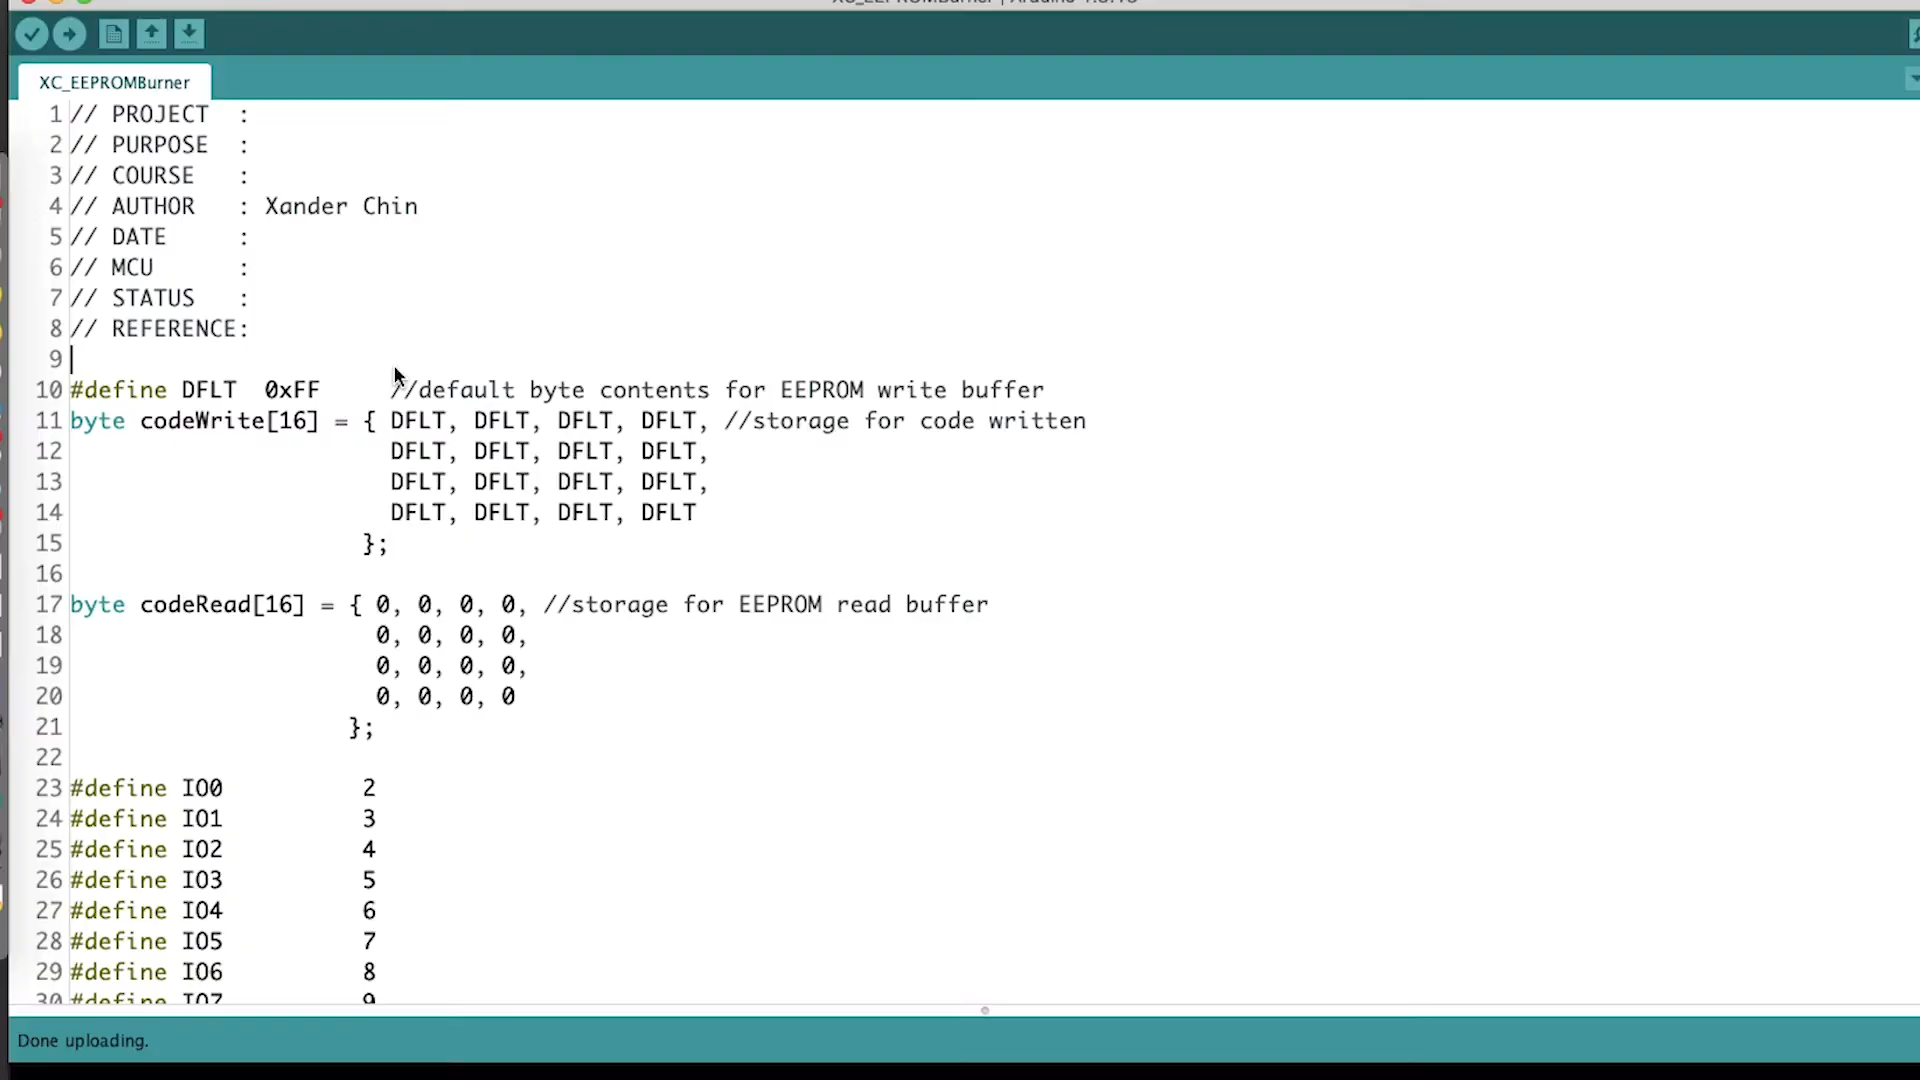 XC_EEPROMBurner
1 // PROJECT  :
2 // PURPOSE  :
3 // COURSE   :
4 // AUTHOR   : Xander Chin
5 // DATE     :
6 // MCU      :
7 // STATUS   :
8 // REFERENCE:
9
10 #define DFLT  0xFF     //default byte contents for EEPROM write buffer
11 byte codeWrite[16] = { DFLT, DFLT, DFLT, DFLT, //storage for code written
12                        DFLT, DFLT, DFLT, DFLT,
13                        DFLT, DFLT, DFLT, DFLT,
14                        DFLT, DFLT, DFLT, DFLT
15                      };
16
17 byte codeRead[16] = { 0, 0, 0, 0, //storage for EEPROM read buffer
18                       0, 0, 0, 0,
19                       0, 0, 0, 0,
20                       0, 0, 0, 0
21                     };
22
23 #define IO0          2
24 #define IO1          3
25 #define IO2          4
26 #define IO3          5
27 #define IO4          6
28 #define IO5          7
29 #define IO6          8
30 #define IO7          9
Done uploading.